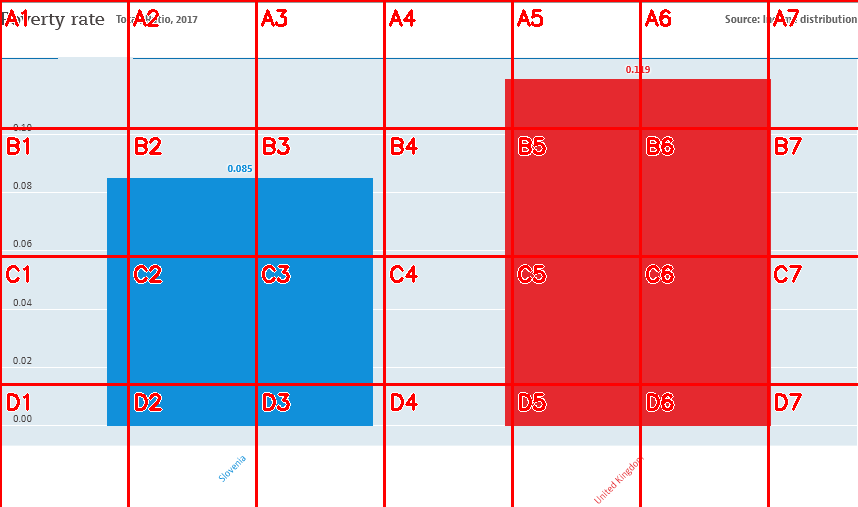 Poverty rate Total, Ratio, 2017 Source: Income distribution
0.119
0.10
0.085
0.08
0.06
0.04
0.02
0.00
Slovenia
United Kingdom
A1 A2 A3 A4 A5 A6 A7
B1 B2 B3 B4 B5 B6 B7
C1 C2 C3 C4 C5 C6 C7
D1 D2 D3 D4 D5 D6 D7